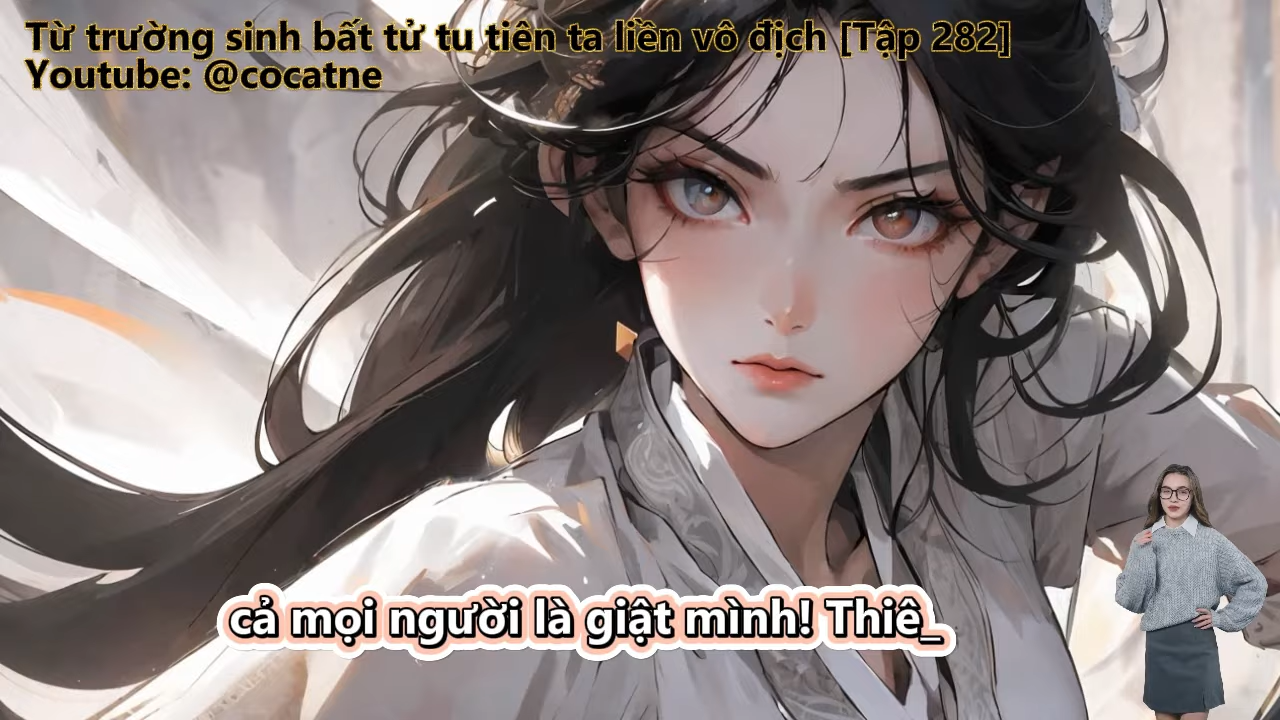 Từ trường sinh bất tử tu tiên ta liền vô địch [Tập 282]
Youtube: @cocatne
cả mọi người là giật mình! Thiê_